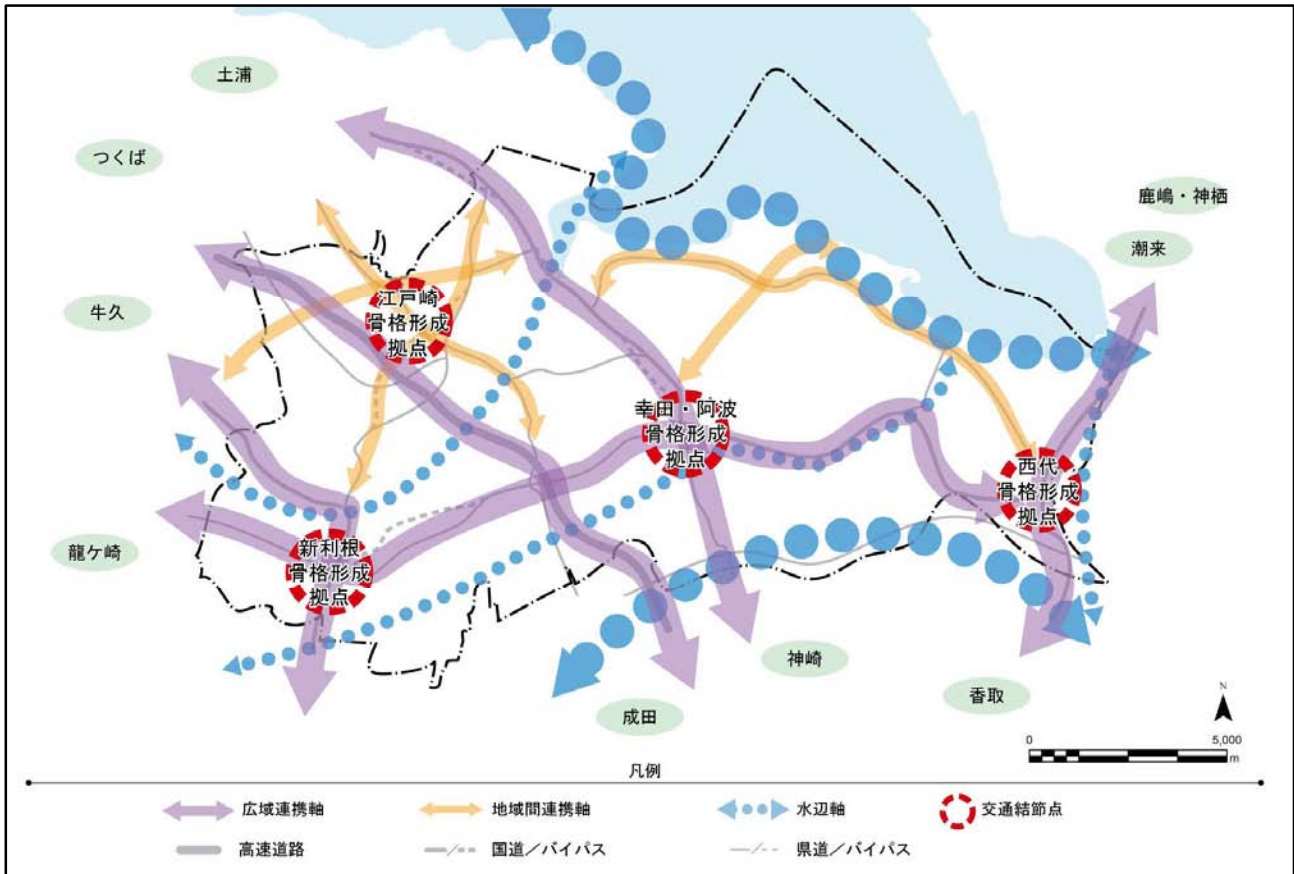 土浦
つくば
鹿嶋・神栖
潮来
牛久
江戸崎
骨格形成
拠点
幸田・阿波
骨格形成
拠点
西代
骨格形成
拠点
龍ケ崎
新利根
骨格形成
拠点
神崎
香取
成田
N
0 5,000
m
凡例
広域連携軸 地域間連携軸 水辺軸 交通結節点
高速道路 国道/バイパス 県道/バイパス